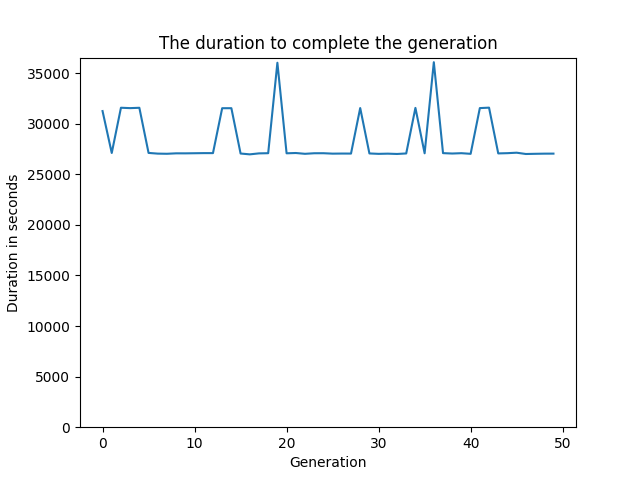 The duration to complete the generation
35000
30000
25000
20000
15000
10000
5000
0
Duration in seconds
0 10 20 30 40 50
Generation